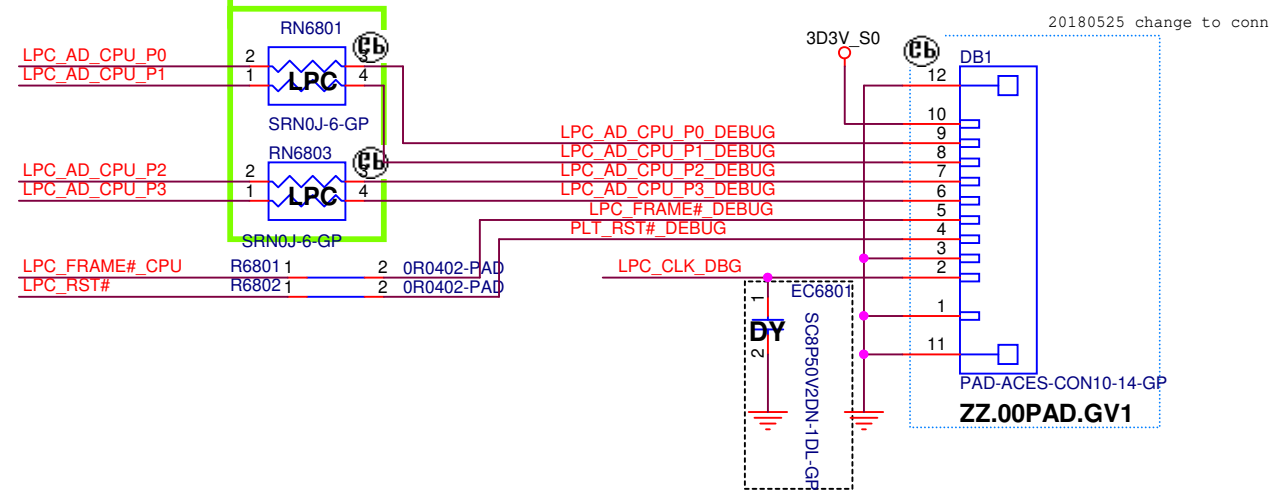 20180525 change to conn
RN6801
LPC_AD_CPU_P0
2
3
LPC_AD_CPU_P1
1
4
LPC
SRN0J-6-GP
RN6803
LPC_AD_CPU_P2
2
3
LPC_AD_CPU_P3
1
4
LPC
SRN0J-6-GP
LPC_FRAME#_CPU
R6801
1
2
0R0402-PAD
LPC_RST#
R6802
1
2
0R0402-PAD
3D3V_S0
DB1
12
10
LPC_AD_CPU_P0_DEBUG
9
LPC_AD_CPU_P1_DEBUG
8
LPC_AD_CPU_P2_DEBUG
7
LPC_AD_CPU_P3_DEBUG
6
LPC_FRAME#_DEBUG
5
PLT_RST#_DEBUG
4
3
LPC_CLK_DBG
2
1
11
EC6801
1
DY
2
SC8P50V2DN-1DL-GP
PAD-ACES-CON10-14-GP
ZZ.00PAD.GV1